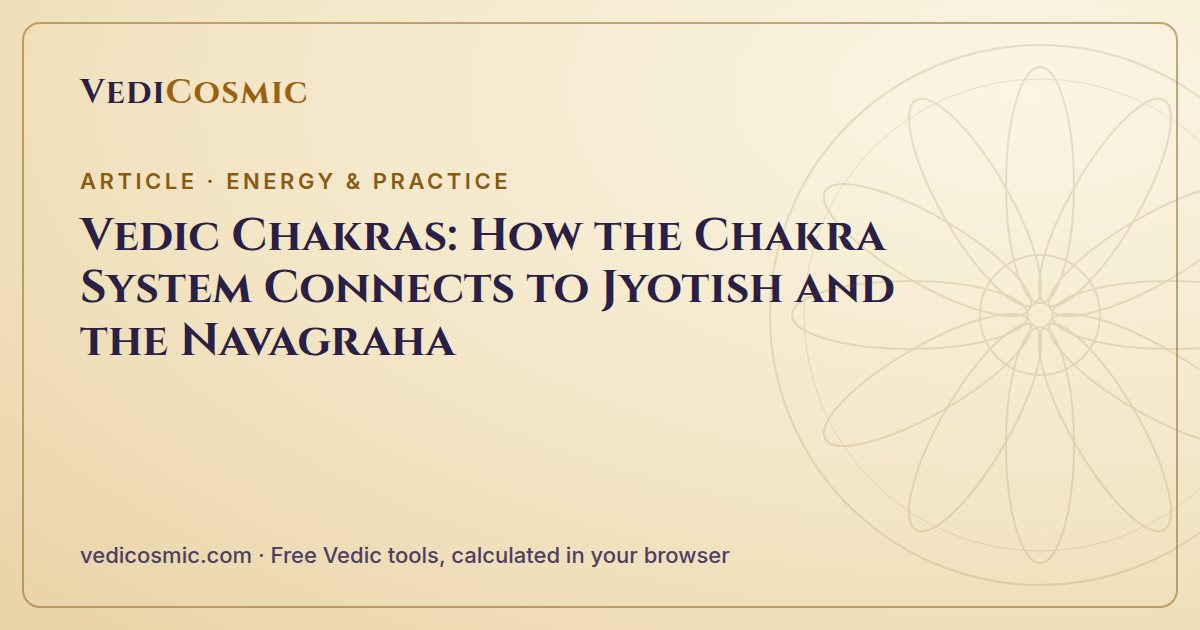 VediCosmic
ARTICLE · ENERGY & PRACTICE
Vedic Chakras: How the Chakra
System Connects to Jyotish and
the Navagraha
vedicosmic.com · Free Vedic tools, calculated in your browser